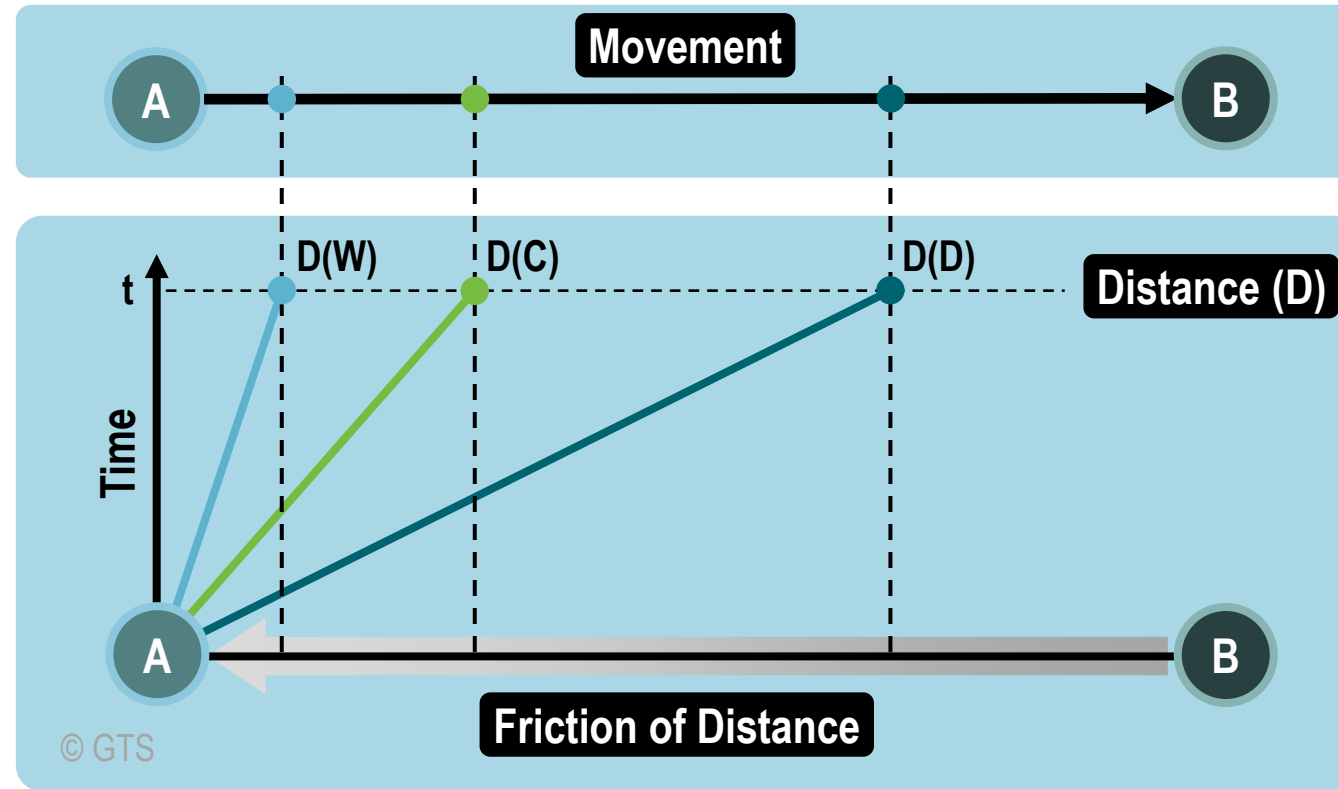 Movement
A
B
D(W)
D(C)
D(D)
t
Distance (D)
Time
A
B
Friction of Distance
© GTS